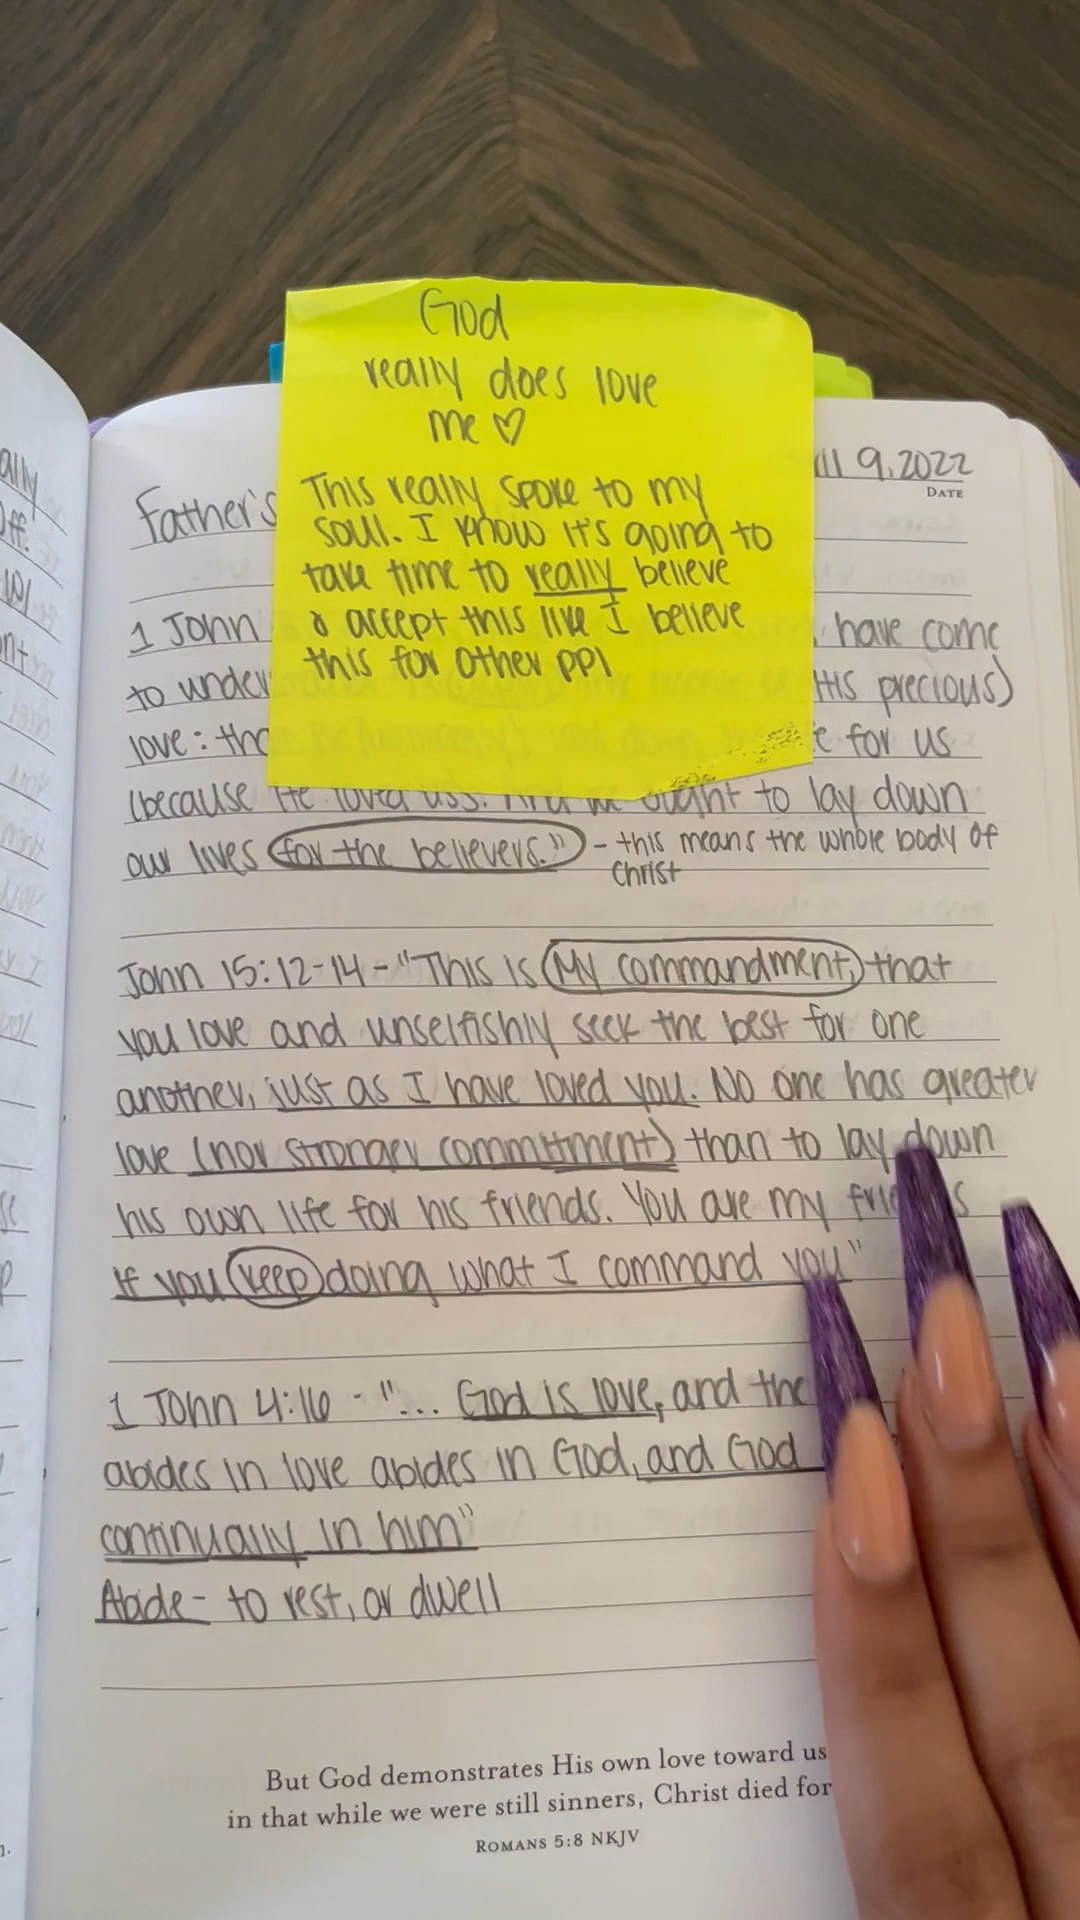 God
really does love
me ♡
This really spoke to my
soul. I know it's going to
take time to really believe
& accept this like I believe
this for other ppl
9, 2022
DATE
Father's
1 John have come
to under His precious)
love: for us
(because He loved us). And we ought to lay down
our lives for the believers." - this means the whole body of
Christ
John 15:12-14 - "This is My commandment, that
you love and unselfishly seek the best for one
another, just as I have loved you. No one has greater
love (nor stronger commitment) than to lay down
his own life for his friends. You are my friends
If you keep doing what I command you"
1 John 4:16 - "... God is love, and the
abides in love abides in God, and God
continually in him"
Abide - to rest, or dwell
But God demonstrates His own love toward us
in that while we were still sinners, Christ died for
ROMANS 5:8 NKJV